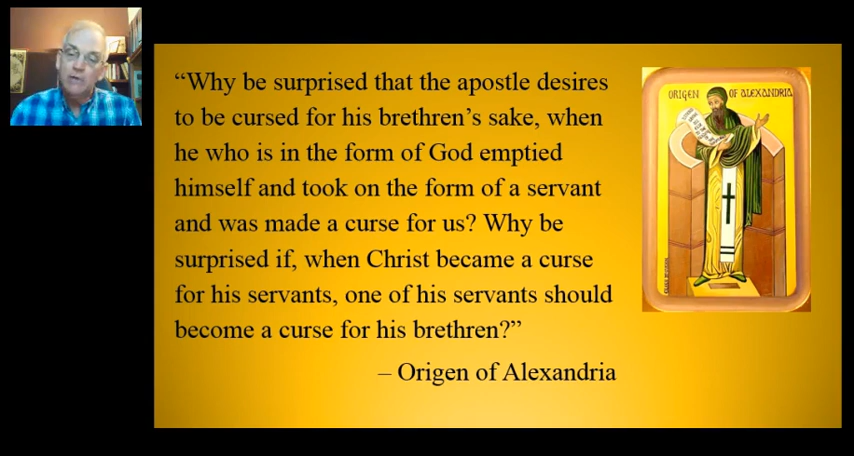 “Why be surprised that the apostle desires
to be cursed for his brethren’s sake, when
he who is in the form of God emptied
himself and took on the form of a servant
and was made a curse for us? Why be
surprised if, when Christ became a curse
for his servants, one of his servants should
become a curse for his brethren?”
– Origen of Alexandria
ORIGEN OF ALEXANDRIA